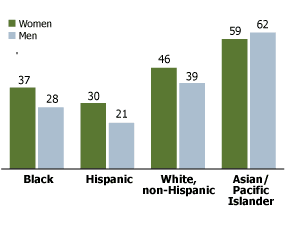 Women
Men
37
28
30
21
46
39
59
62
Black
Hispanic
White,
non-Hispanic
Asian/
Pacific
Islander